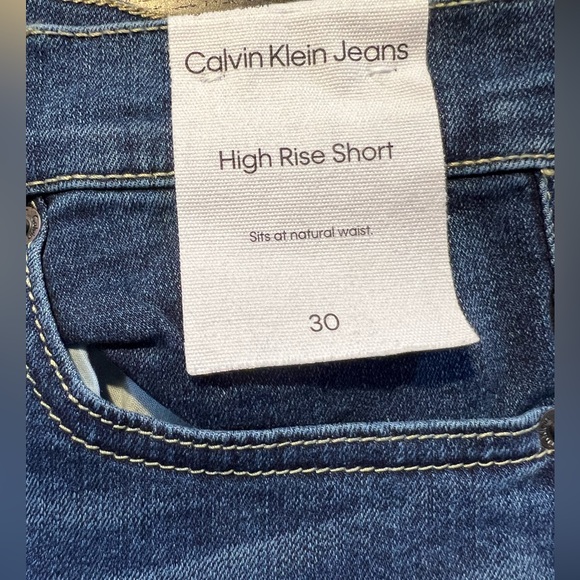 Calvin Klein Jeans
High Rise Short
Sits at natural waist.
30